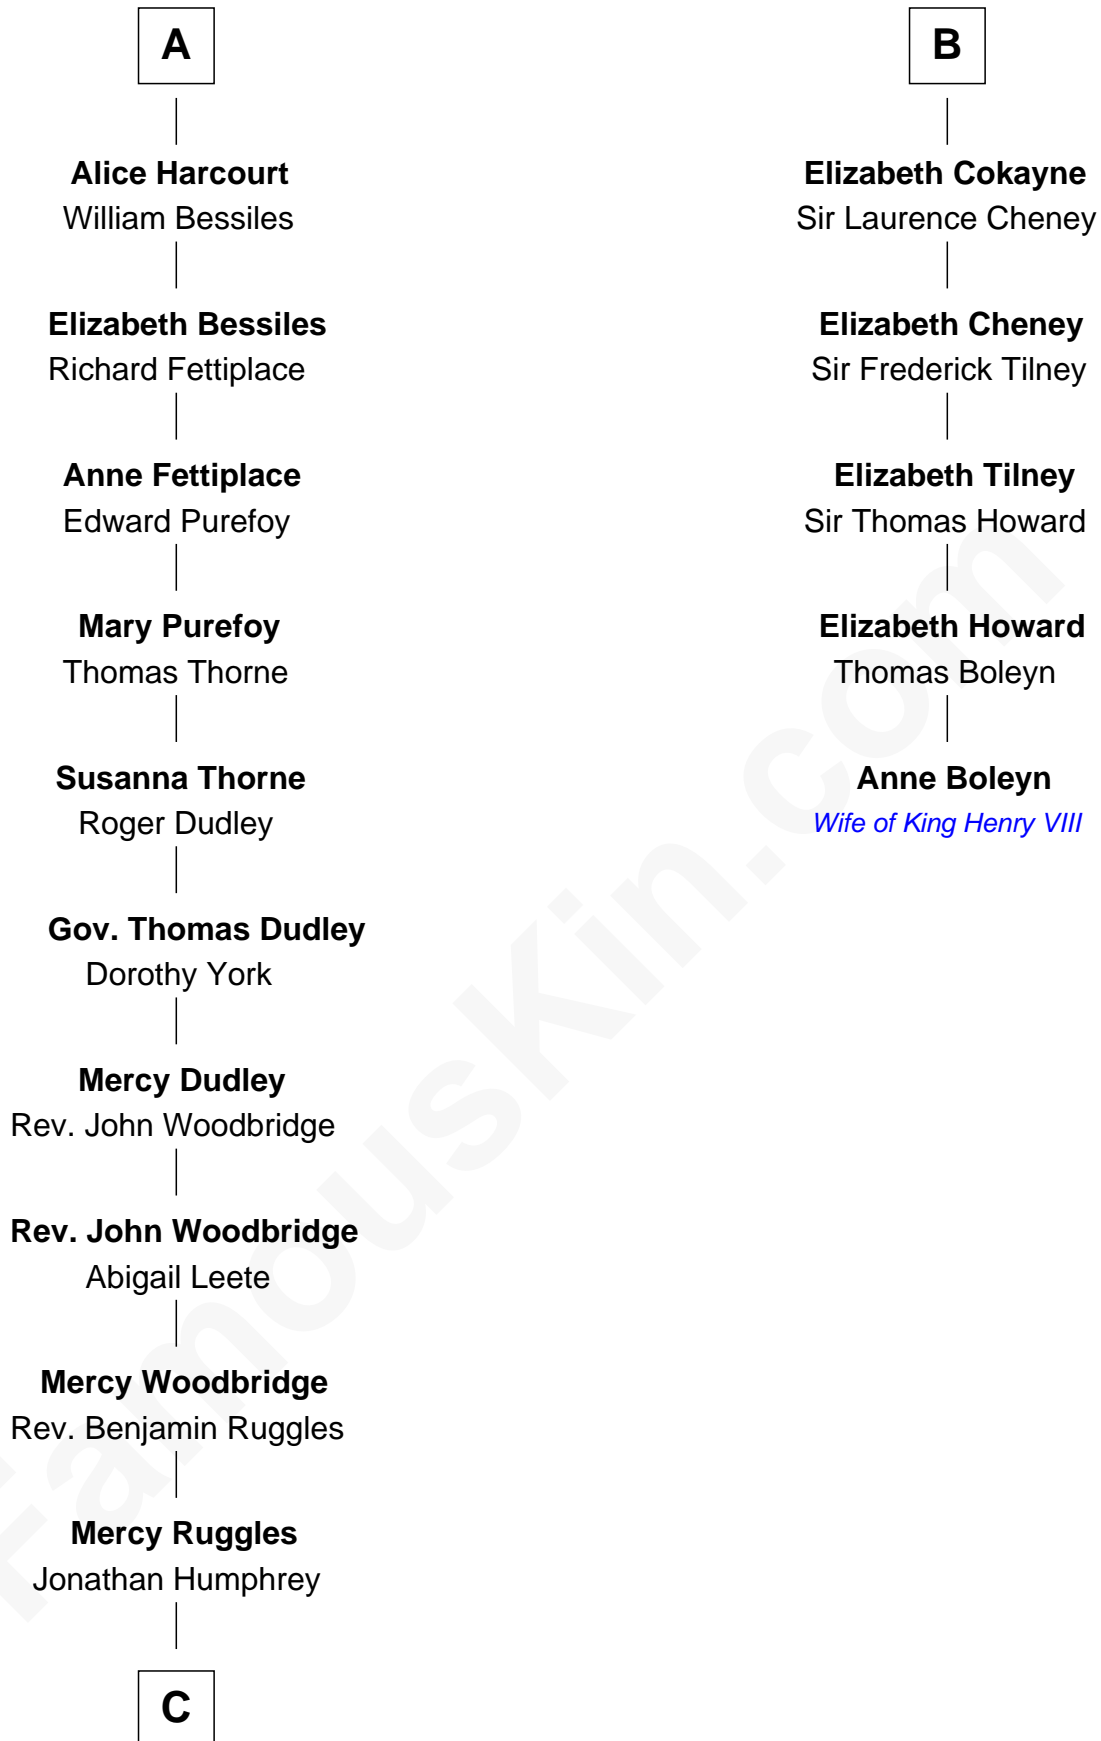 A
Alice Harcourt
William Bessiles
Elizabeth Bessiles
Richard Fettiplace
Anne Fettiplace
Edward Purefoy
Mary Purefoy
Thomas Thorne
Susanna Thorne
Roger Dudley
Gov. Thomas Dudley
Dorothy York
Mercy Dudley
Rev. John Woodbridge
Rev. John Woodbridge
Abigail Leete
Mercy Woodbridge
Rev. Benjamin Ruggles
Mercy Ruggles
Jonathan Humphrey
C
B
Elizabeth Cokayne
Sir Laurence Cheney
Elizabeth Cheney
Sir Frederick Tilney
Elizabeth Tilney
Sir Thomas Howard
Elizabeth Howard
Thomas Boleyn
Anne Boleyn
Wife of King Henry VIII
FamousKin.com